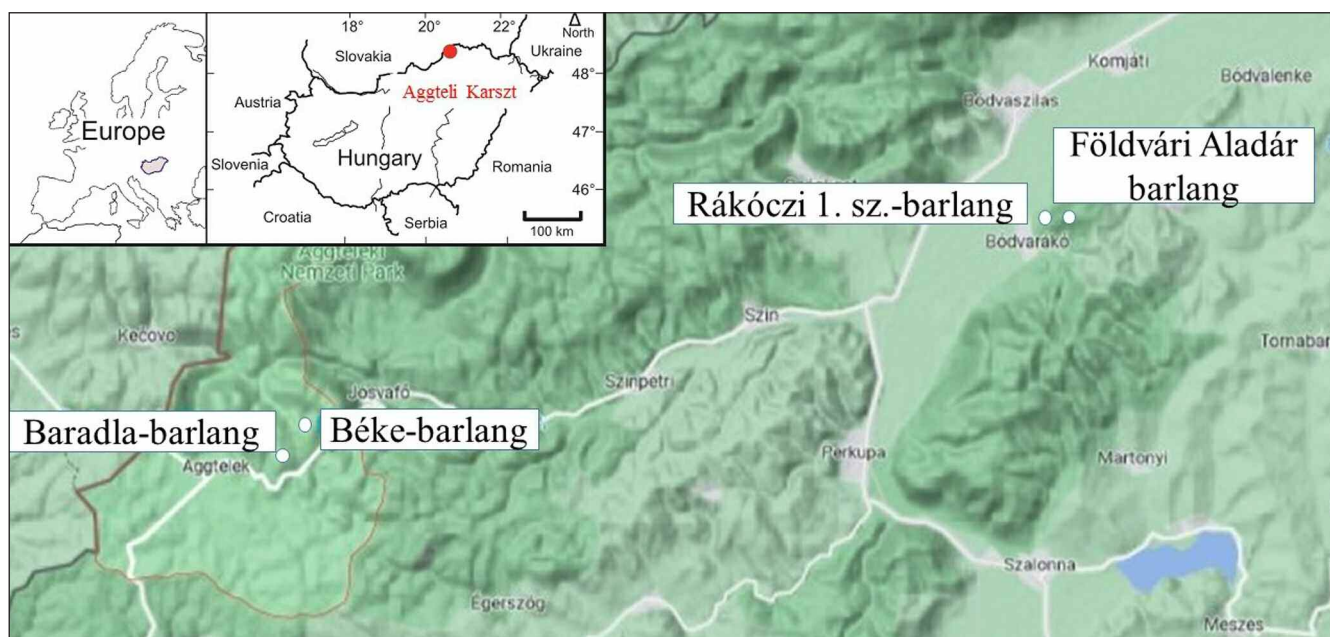 18°
20°
22°
North
Slovakia
Ukraine
48°
Aggteli Karszt
Austria
Europe
47°
Hungary
Slovenia
Romania
46°
Croatia
Serbia
100 km
Komjáti
Bódvalenke
Bódvaszilas
Földvári Aladár
barlang
Rákóczi 1. sz.-barlang
Bódvarákó
Aggteleki
Nemzeti Park
Kečovo
Szin
Tornabar
Szinpetri
Jósvafő
Baradla-barlang
Béke-barlang
Aggtelek
Perkupa
Martonyi
Szalonna
Égerszög
Meszes